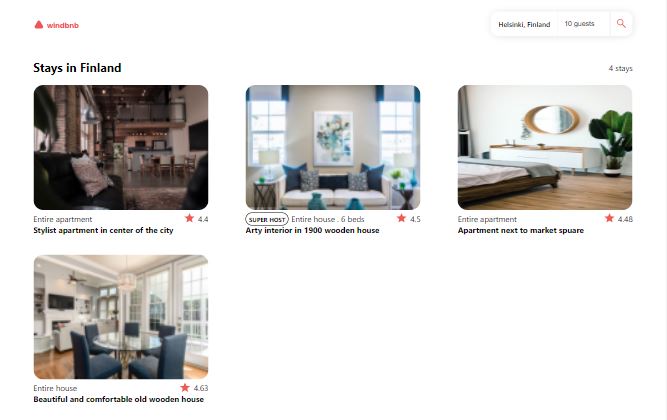 windbnb
Helsinki, Finland 10 guests
Stays in Finland 4 stays
Entire apartment 4.4
Stylist apartment in center of the city
SUPER HOST Entire house . 6 beds 4.5
Arty interior in 1900 wooden house
Entire apartment 4.48
Apartment next to market spuare
Entire house 4.63
Beautiful and comfortable old wooden house